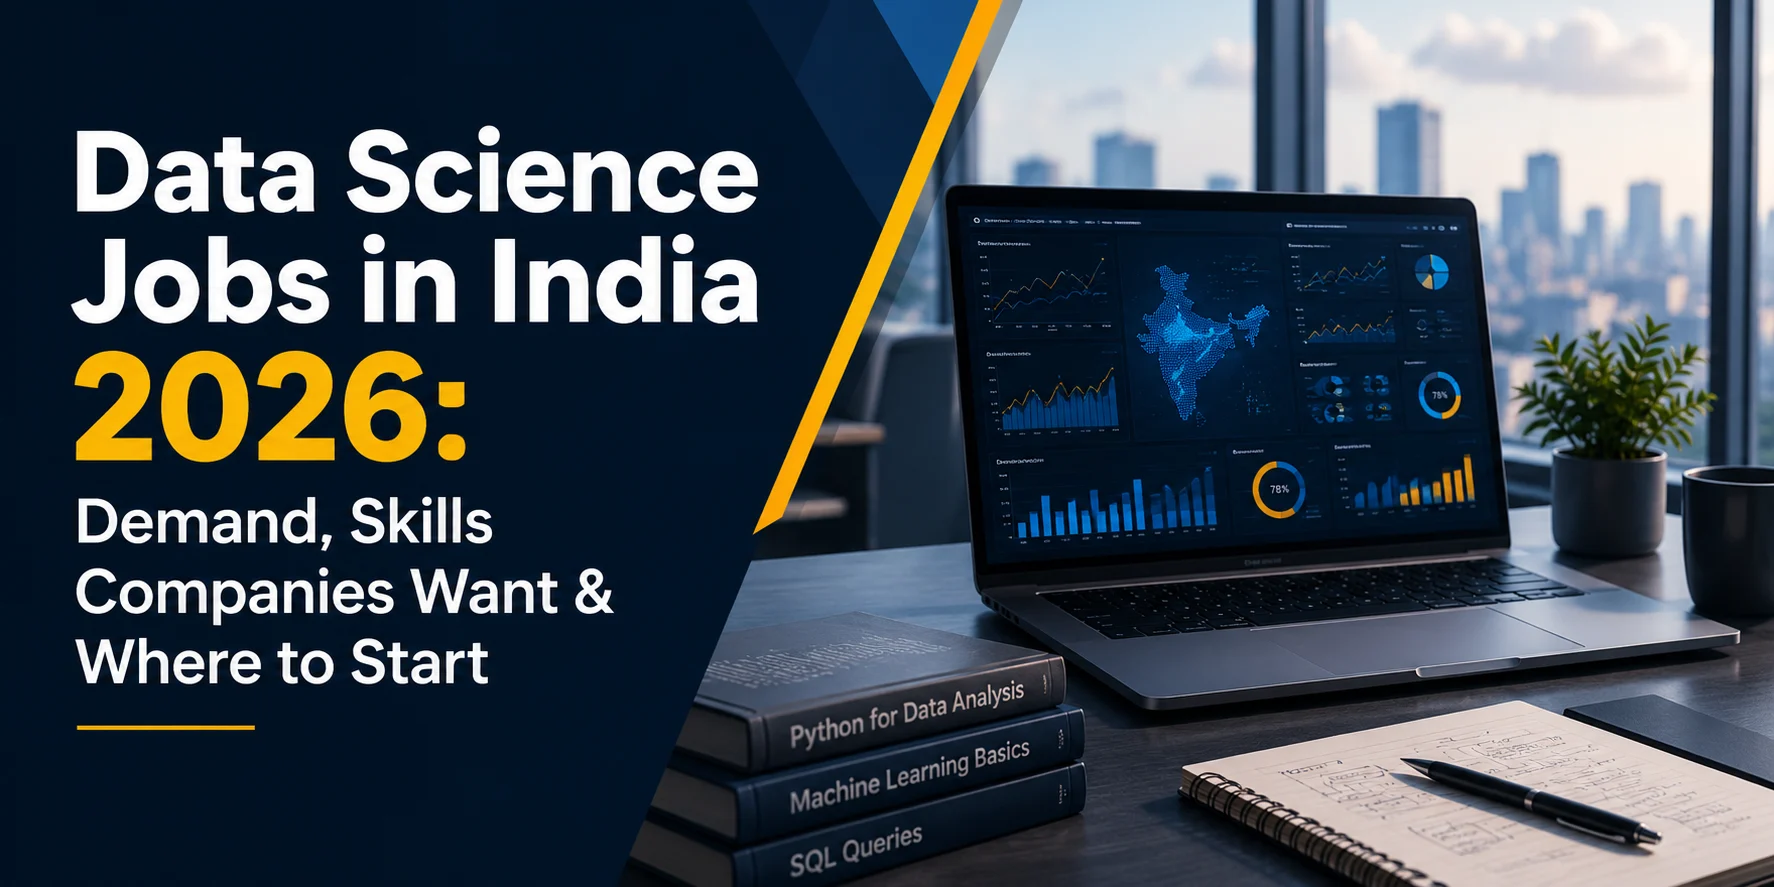 Data Science
Jobs in India
2026:
Demand, Skills
Companies Want &
Where to Start
78%
78%
Python for Data Analysis
Machine Learning Basics
SQL Queries